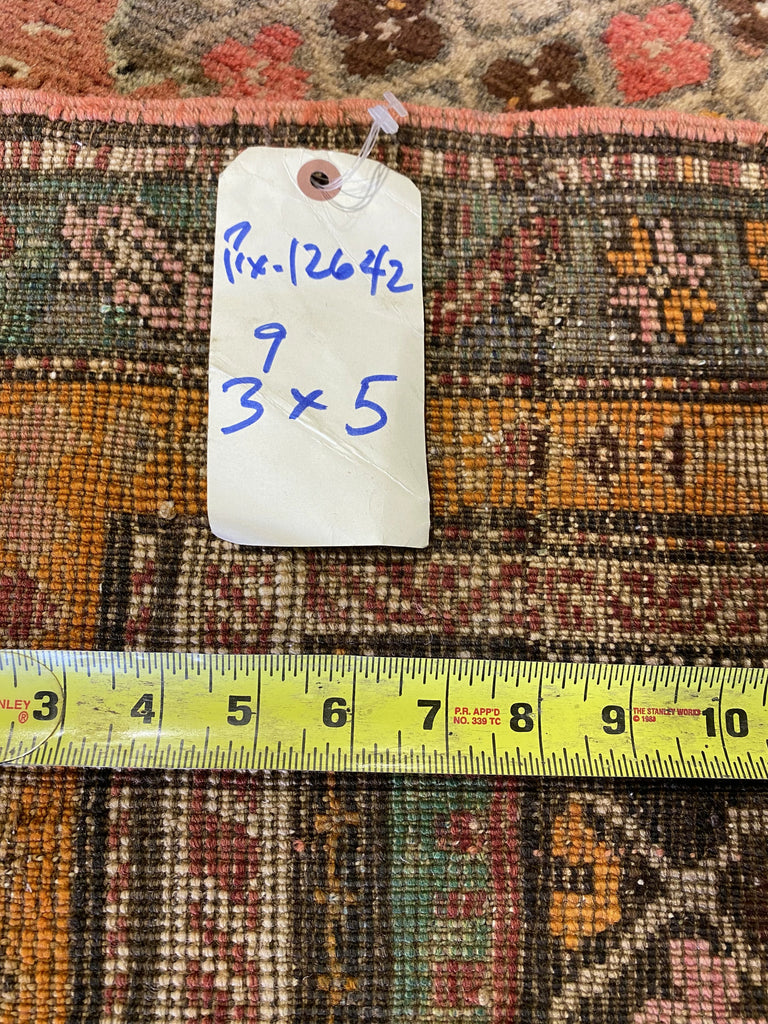 12642
9
3 x 5
NLEY ® 3 4 5 6 7 P.R. APP'D 8 9 THE STANLEY WORKS 10
NO. 339 TC © 1988